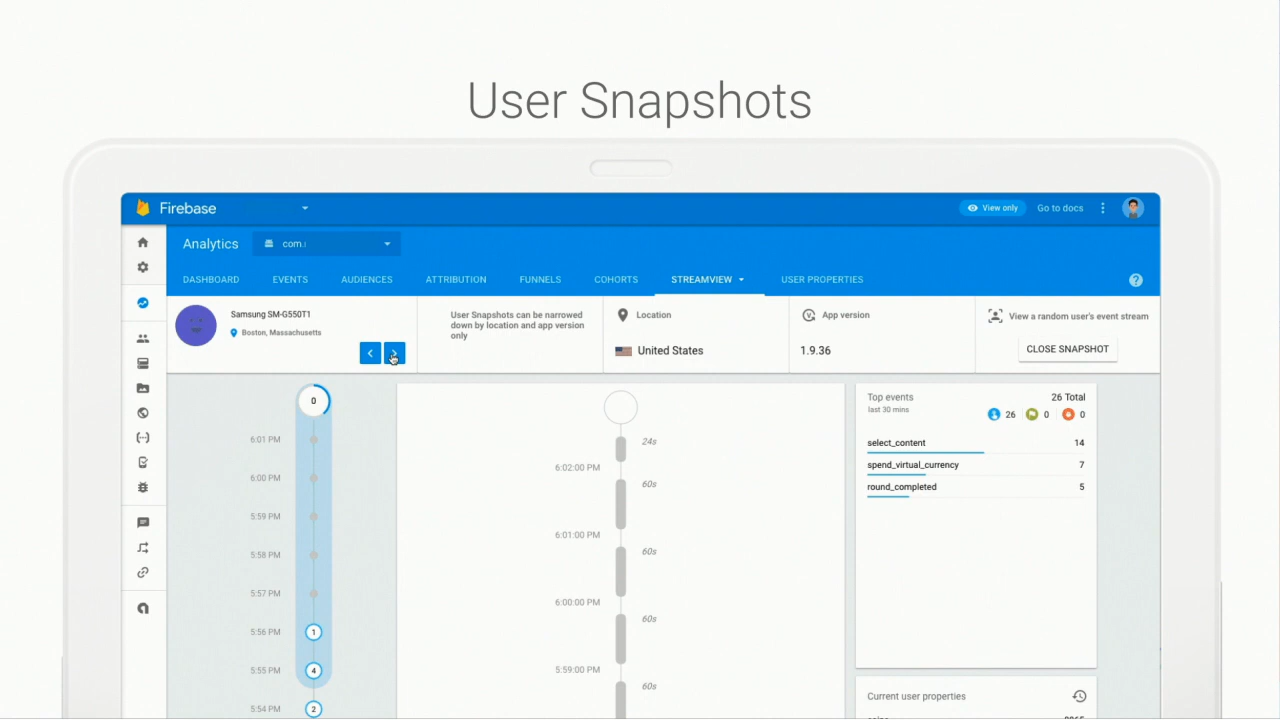 User Snapshots
Firebase
View only
Go to docs
Analytics
com.
DASHBOARD
EVENTS
AUDIENCES
ATTRIBUTION
FUNNELS
COHORTS
STREAMVIEW
USER PROPERTIES
Samsung SM-G550T1
Boston, Massachusetts
User Snapshots can be narrowed
down by location and app version
only
Location
United States
App version
1.9.36
View a random user's event stream
CLOSE SNAPSHOT
0
6:01 PM
6:00 PM
5:59 PM
5:58 PM
5:57 PM
5:56 PM
1
5:55 PM
4
5:54 PM
2
24s
6:02:00 PM
60s
6:01:00 PM
60s
6:00:00 PM
60s
5:59:00 PM
60s
Top events
26 Total
last 30 mins
26
0
0
select_content
14
spend_virtual_currency
7
round_completed
5
Current user properties